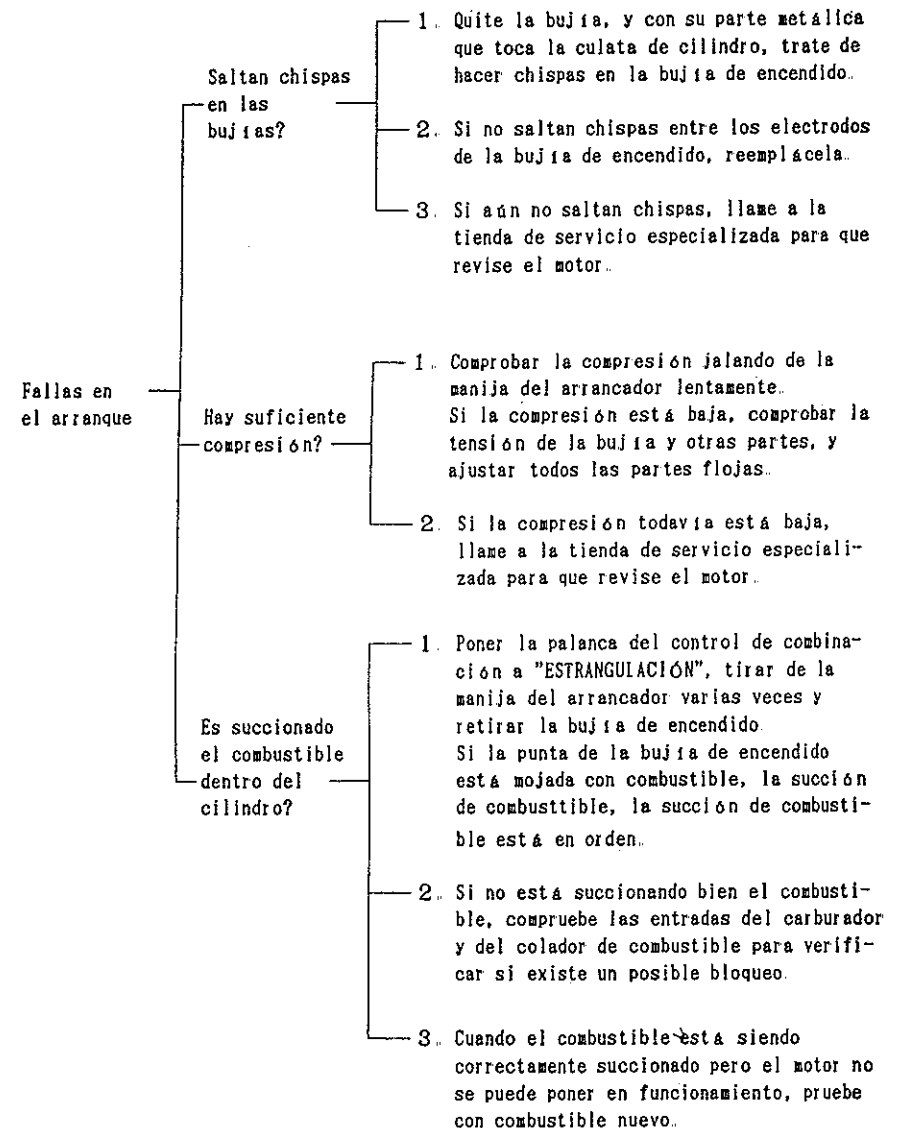 Fallas en
el arranque
Saltan chispas
en las
bujías?
1. Quite la bujía, y con su parte metálica
que toca la culata de cilindro, trate de
hacer chispas en la bujía de encendido.
2. Si no saltan chispas entre los electrodos
de la bujía de encendido, reemplácela.
3. Si aún no saltan chispas, llame a la
tienda de servicio especializada para que
revise el motor.
Hay suficiente
compresión?
1. Comprobar la compresión jalando de la
manija del arrancador lentamente.
Si la compresión está baja, comprobar la
tensión de la bujía y otras partes, y
ajustar todos las partes flojas.
2. Si la compresión todavía está baja,
llame a la tienda de servicio especiali-
zada para que revise el motor.
Es succionado
el combustible
dentro del
cilindro?
1. Poner la palanca del control de combina-
ción a "ESTRANGULACIÓN", tirar de la
manija del arrancador varias veces y
retirar la bujía de encendido.
Si la punta de la bujía de encendido
está mojada con combustible, la succión
de combusttible, la succión de combusti-
ble está en orden.
2. Si no está succionando bien el combusti-
ble, compruebe las entradas del carburador
y del colador de combustible para verifi-
car si existe un posible bloqueo.
3. Cuando el combustible está siendo
correctamente succionado pero el motor no
se puede poner en funcionamiento, pruebe
con combustible nuevo.